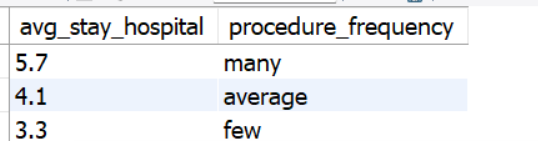 avg_stay_hospital procedure_frequency
5.7 many
4.1 average
3.3 few